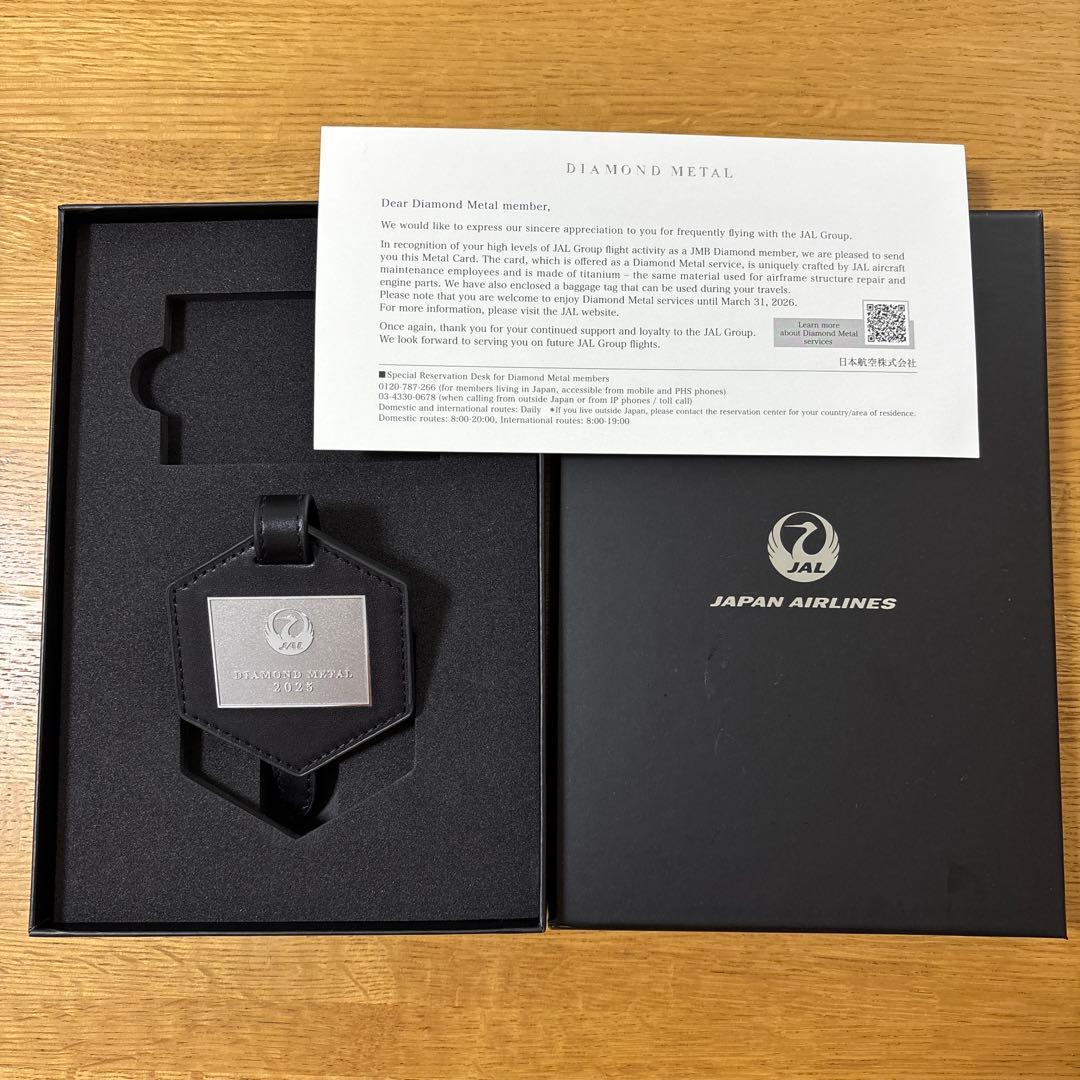 DIAMOND METAL
Dear Diamond Metal member,
We would like to express our sincere appreciation to you for frequently flying with the JAL Group.
In recognition of your high levels of JAL Group flight activity as a JMB Diamond member, we are pleased to send
you this Metal Card. The card, which is offered as a Diamond Metal service, is uniquely crafted by JAL aircraft
maintenance employees and is made of titanium – the same material used for airframe structure repair and
engine parts. We have also enclosed a baggage tag that can be used during your travels.
Please note that you are welcome to enjoy Diamond Metal services until March 31, 2026.
For more information, please visit the JAL website.
Once again, thank you for your continued support and loyalty to the JAL Group.
We look forward to serving you on future JAL Group flights.
Learn more
about Diamond Metal
services
日本航空株式会社
■Special Reservation Desk for Diamond Metal members
0120-787-266 (for members living in Japan, accessible from mobile and PHS phones)
03-4330-0678 (when calling from outside Japan or from IP phones / toll call)
Domestic and international routes: Daily ＊If you live outside Japan, please contact the reservation center for your country/area of residence.
Domestic routes: 8:00-20:00, International routes: 8:00-19:00
JAL
JAPAN AIRLINES
JAL
DIAMOND METAL
2025